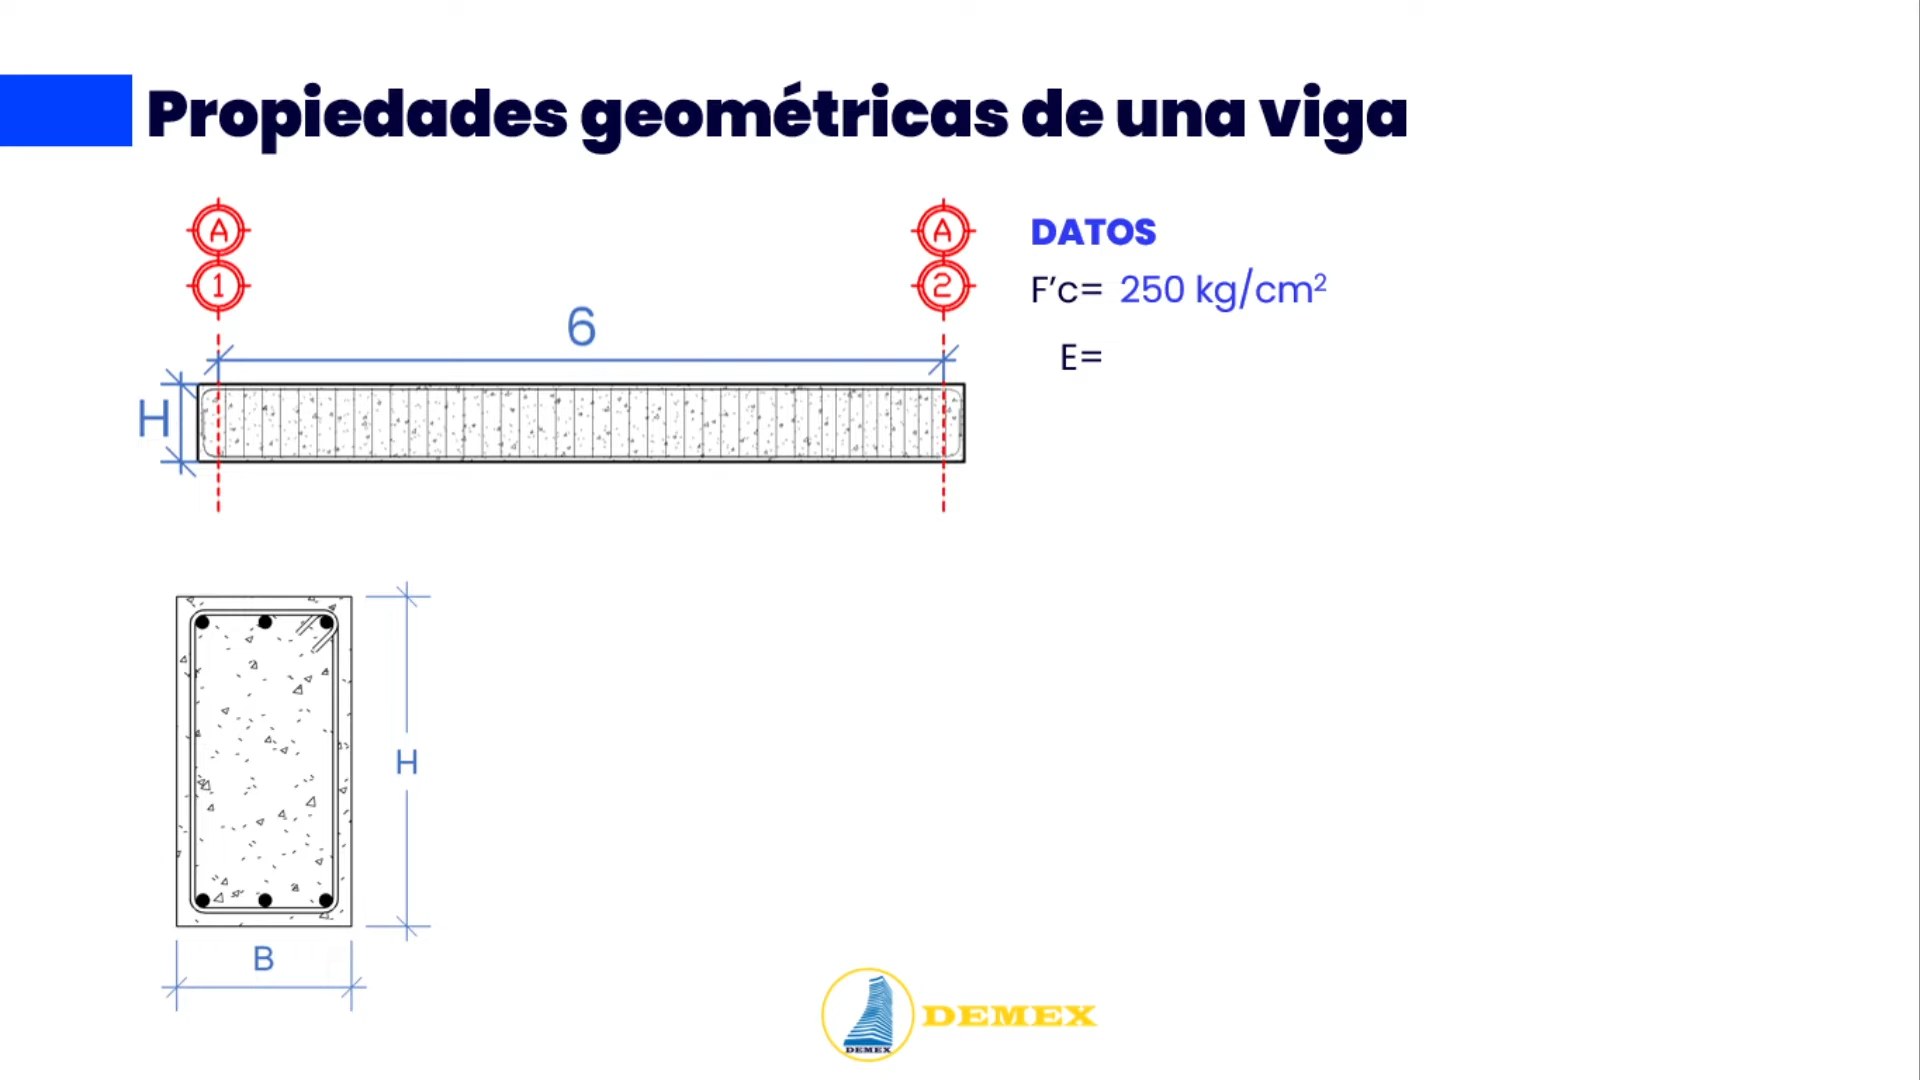 Propiedades geométricas de una viga
A
A
1
2
DATOS
F'c= 250 kg/cm²
6
E=
H
H
B
DEMEX
DEMEX